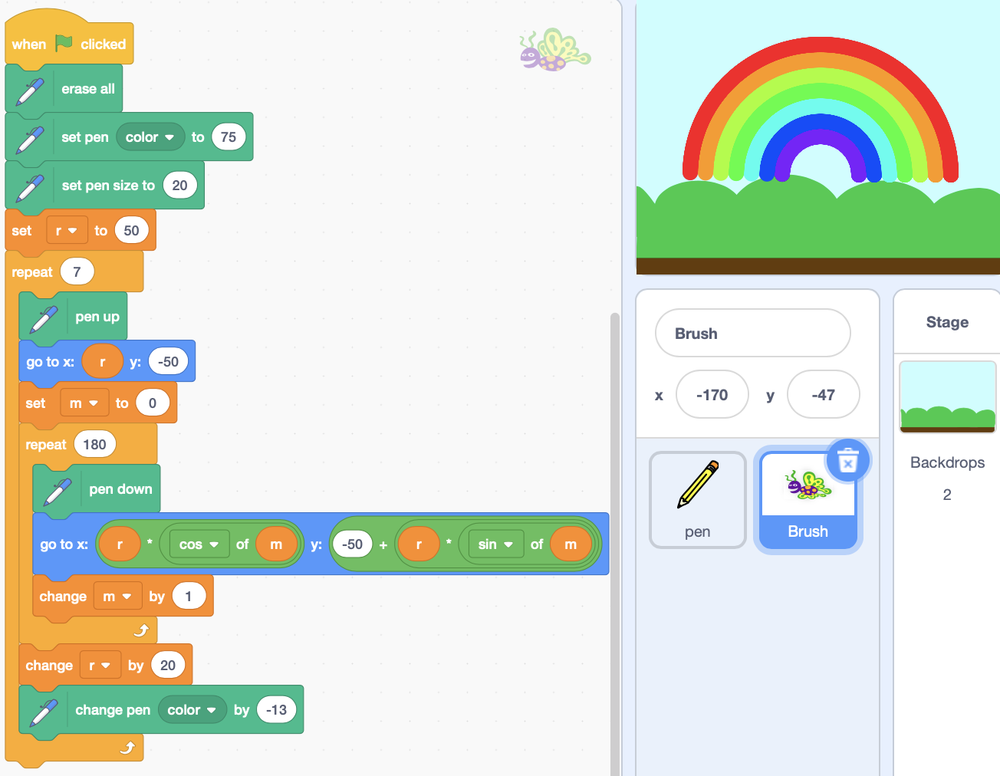 when clicked
erase all
set pen color to 75
set pen size to 20
set r to 50
repeat 7
pen up
go to x: r y: -50
set m to 0
repeat 180
pen down
go to x: r * cos of m y: -50 + r * sin of m
change m by 1
change r by 20
change pen color by -13
Brush
x -170 y -47
pen
Brush
Stage
Backdrops
2